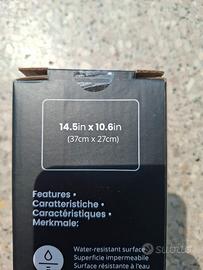 14.5in x 10.6in
(37cm x 27cm)
Features •
Caratteristiche •
Caractéristiques •
Merkmale:
Water-resistant surface
Superficie impermeabile
Surface résistante à l'eau
subito